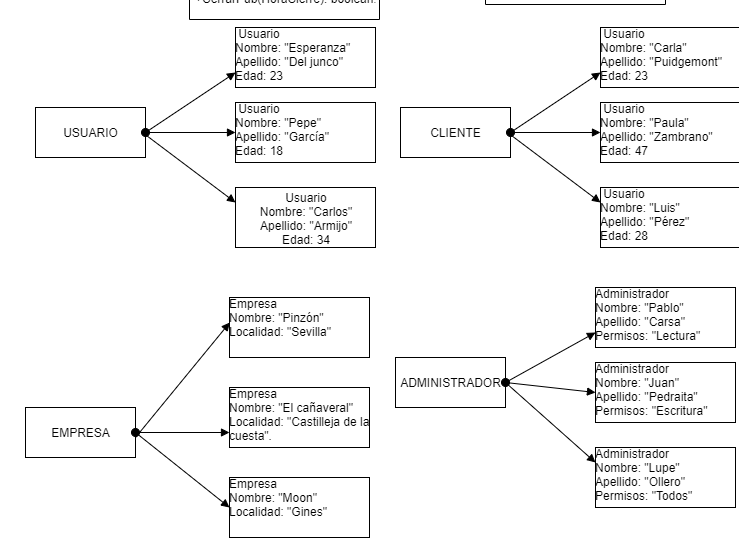 +CerrarPub(HoraCierre): boolean.
Usuario
Nombre: "Esperanza"
Apellido: "Del junco"
Edad: 23
USUARIO
Usuario
Nombre: "Pepe"
Apellido: "García"
Edad: 18
Usuario
Nombre: "Carlos"
Apellido: "Armijo"
Edad: 34
Usuario
Nombre: "Carla"
Apellido: "Puidgemont"
Edad: 23
CLIENTE
Usuario
Nombre: "Paula"
Apellido: "Zambrano"
Edad: 47
Usuario
Nombre: "Luis"
Apellido: "Pérez"
Edad: 28
Empresa
Nombre: "Pinzón"
Localidad: "Sevilla"
Empresa
Nombre: "El cañaveral"
Localidad: "Castilleja de la
cuesta".
EMPRESA
Empresa
Nombre: "Moon"
Localidad: "Gines"
Administrador
Nombre: "Pablo"
Apellido: "Carsa"
Permisos: "Lectura"
ADMINISTRADOR
Administrador
Nombre: "Juan"
Apellido: "Pedraita"
Permisos: "Escritura"
Administrador
Nombre: "Lupe"
Apellido: "Ollero"
Permisos: "Todos"